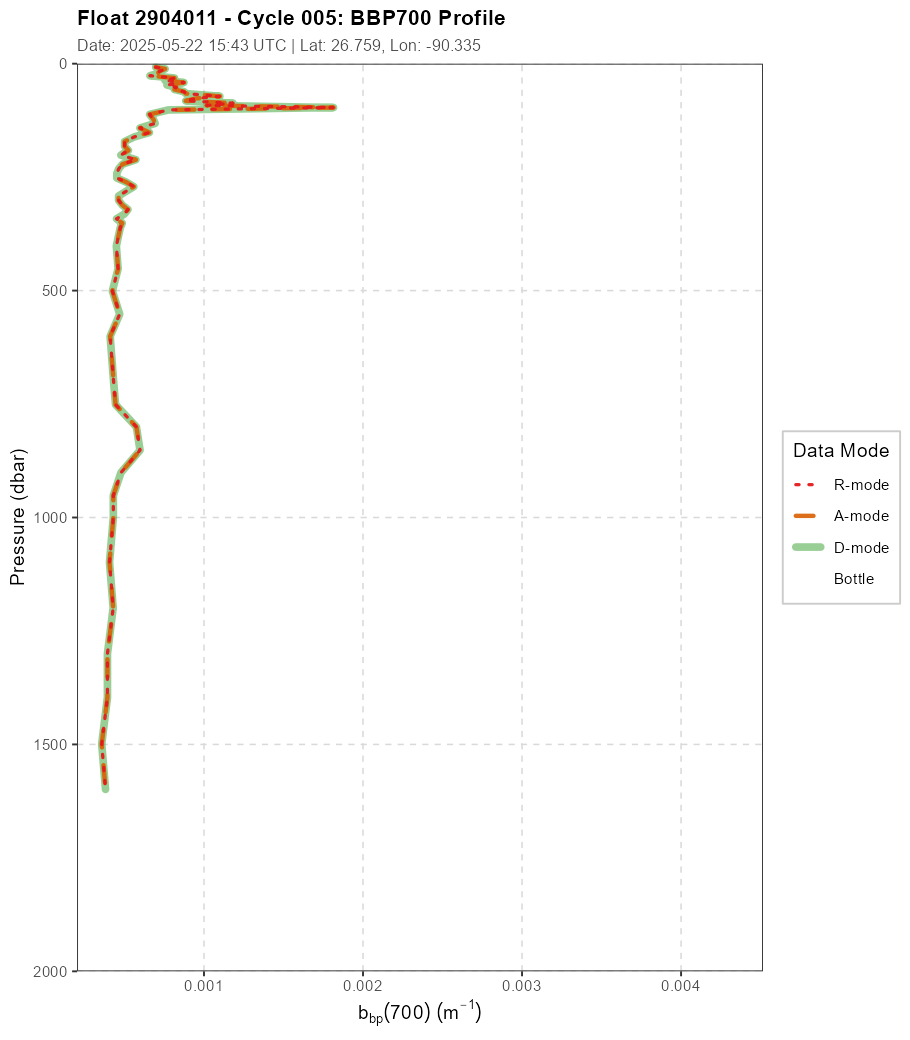 Float 2904011 - Cycle 005: BBP700 Profile
Date: 2025-05-22 15:43 UTC | Lat: 26.759, Lon: -90.335
0
500
1000
1500
2000
Pressure (dbar)
0.001 0.002 0.003 0.004
b_bp(700) (m⁻¹)
Data Mode
R-mode
A-mode
D-mode
Bottle